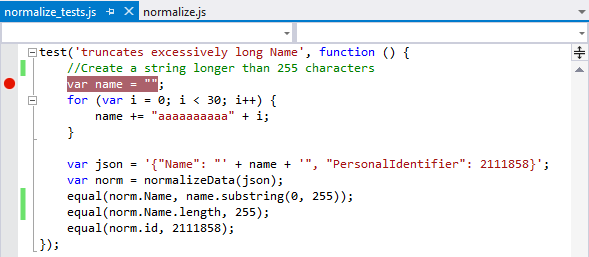 normalize_tests.js normalize.js
test('truncates excessively long Name', function () {
//Create a string longer than 255 characters
var name = "";
for (var i = 0; i < 30; i++) {
name += "aaaaaaaaaa" + i;
}
var json = '{"Name": "' + name + '", "PersonalIdentifier": 2111858}';
var norm = normalizeData(json);
equal(norm.Name, name.substring(0, 255));
equal(norm.Name.length, 255);
equal(norm.id, 2111858);
});